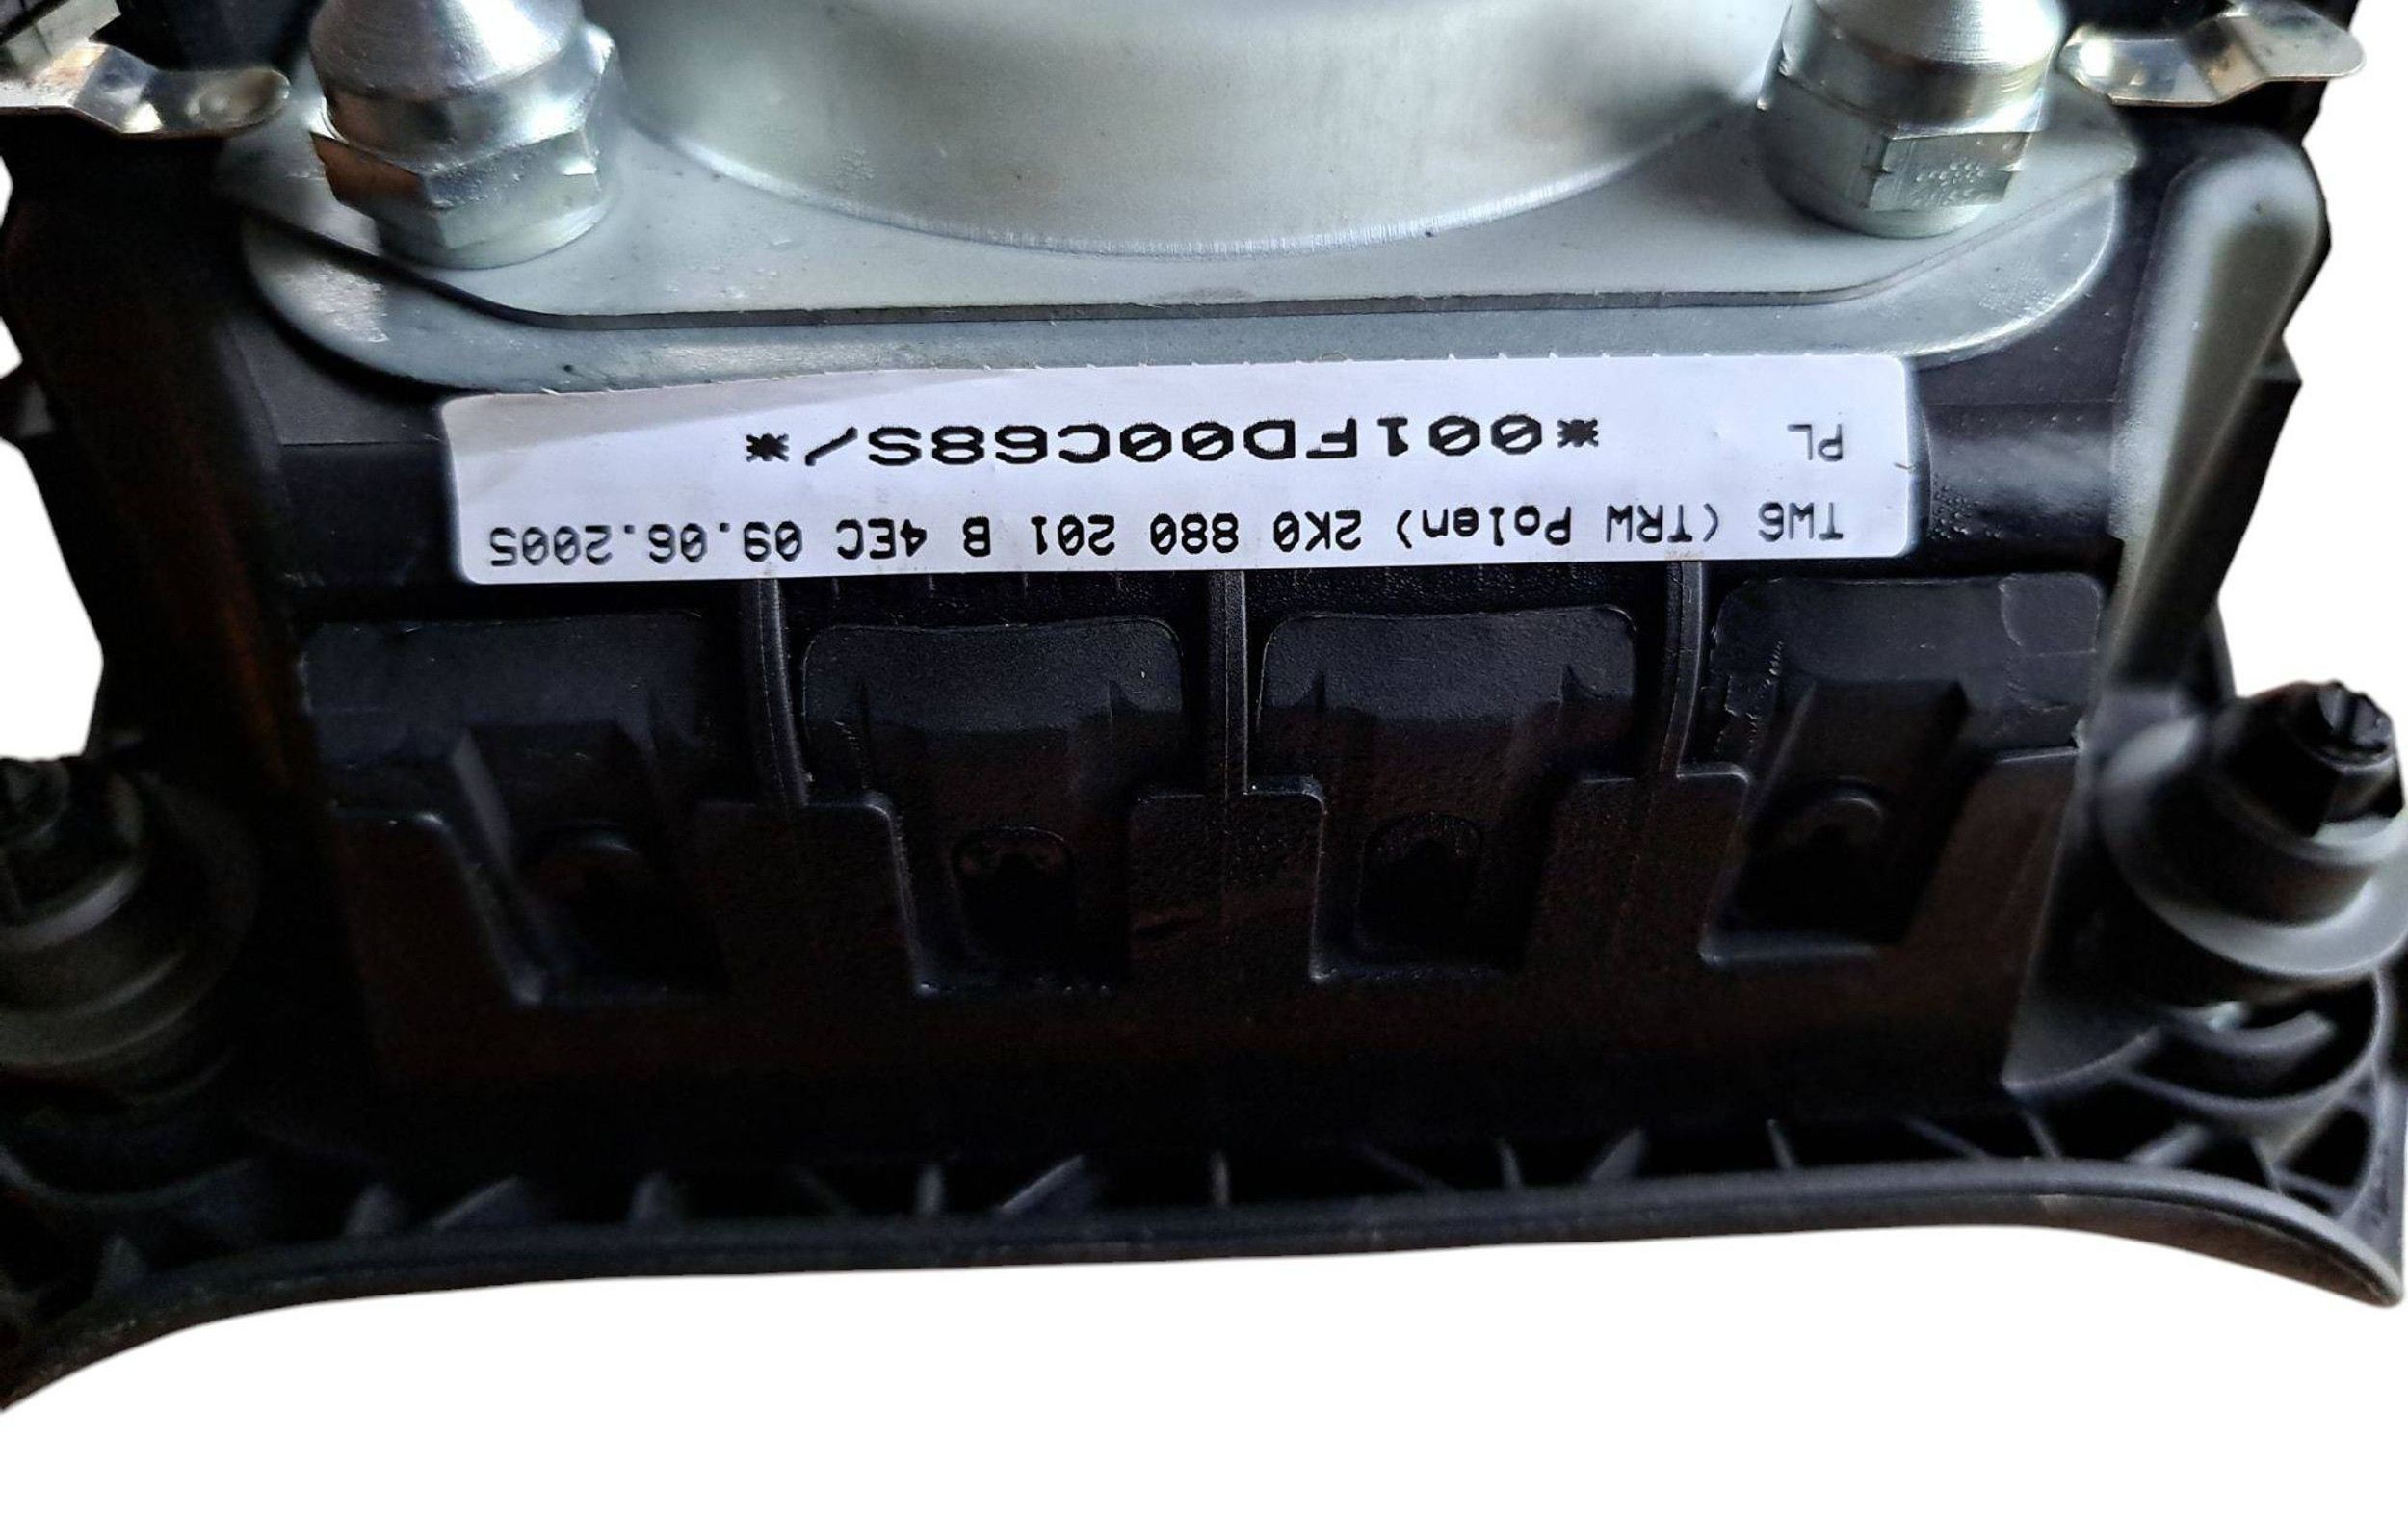 TW6 (TRW Polen) 2K0 880 201 B 4EC 09.06.2005
PL *001FD00C68S/*